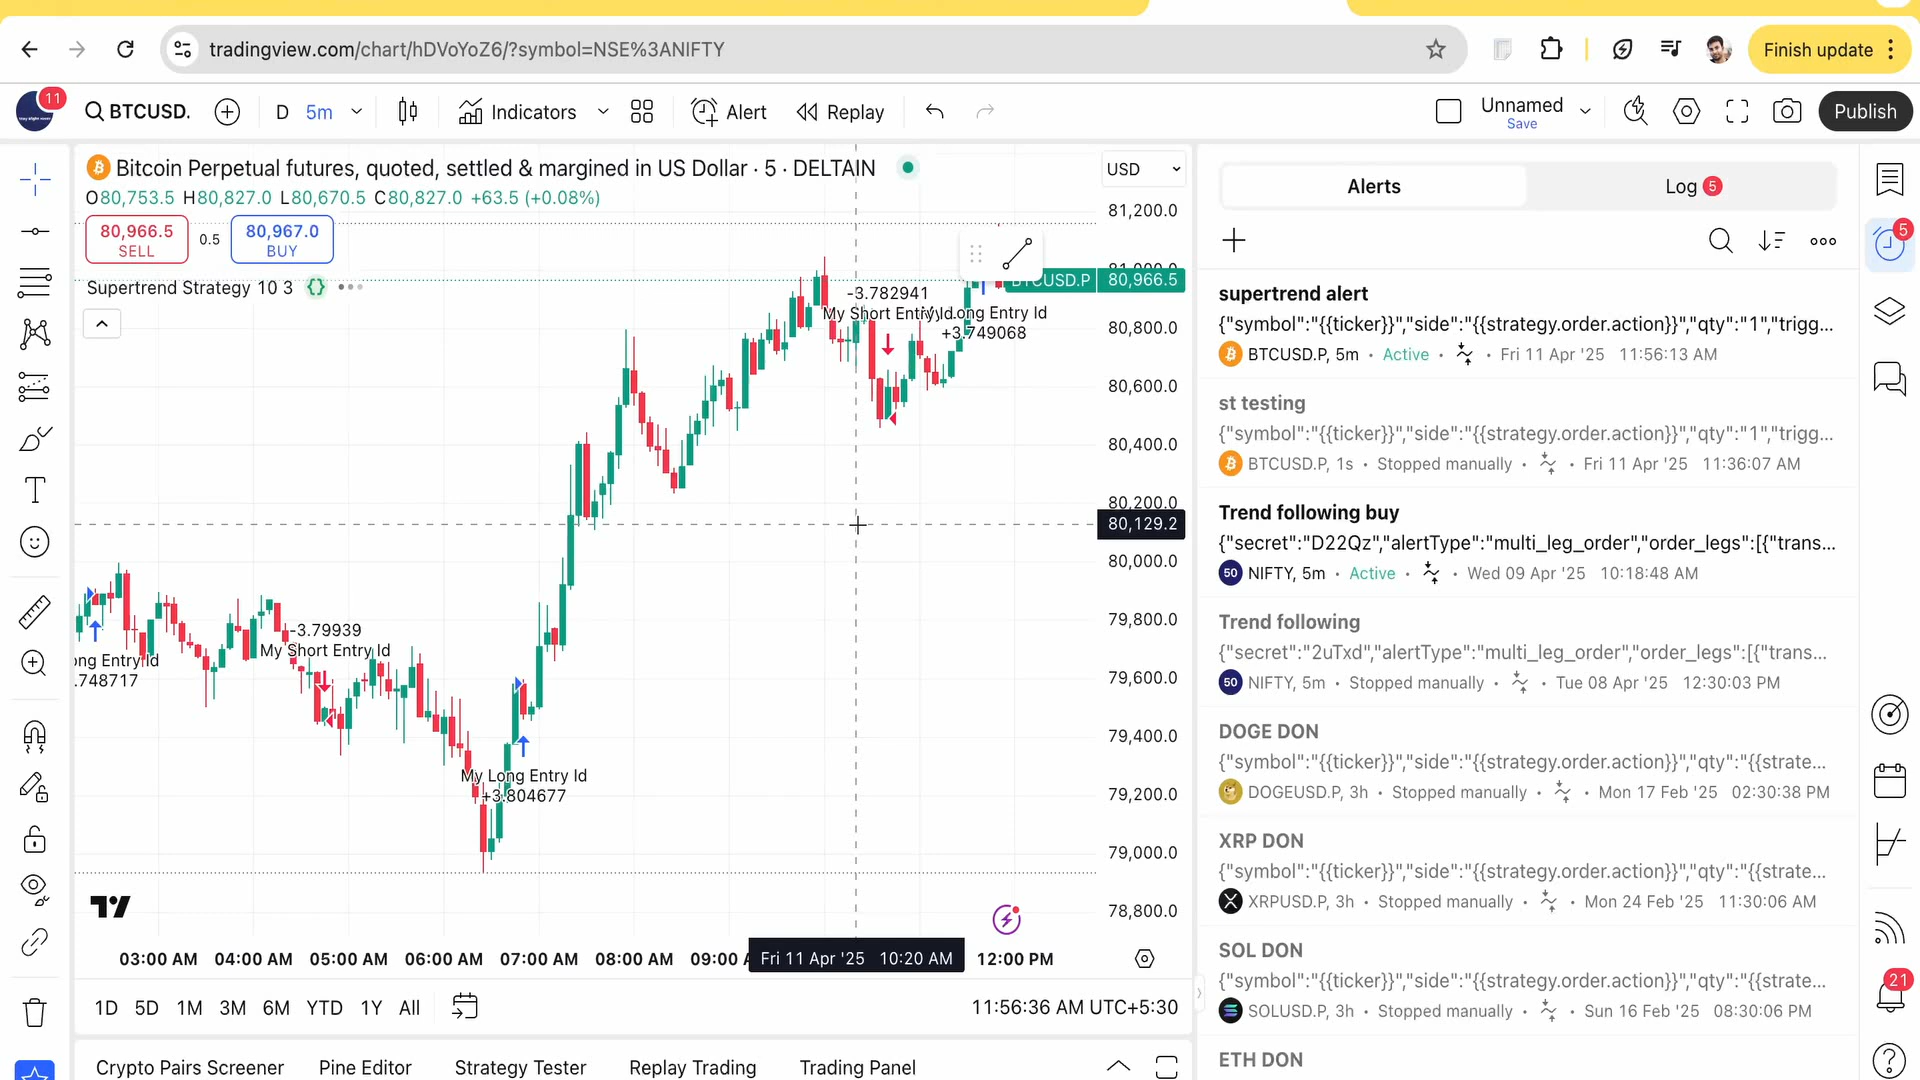 tradingview.com/chart/hDVoYoZ6/?symbol=NSE%3ANIFTY
Finish update
11
BTCUSD.
D 5m
Indicators
Alert
Replay
Unnamed
Save
Publish
Bitcoin Perpetual futures, quoted, settled & margined in US Dollar · 5 · DELTAIN
USD
O80,753.5 H80,827.0 L80,670.5 C80,827.0 +63.5 (+0.08%)
80,966.5
SELL
0.5
80,967.0
BUY
Supertrend Strategy 10 3
81,200.0
81,000.0
BTCUSD.P 80,966.5
80,800.0
80,600.0
80,400.0
80,200.0
80,129.2
80,000.0
79,800.0
79,600.0
79,400.0
79,200.0
79,000.0
78,800.0
-3.782941
My Short Entry Id
Long Entry Id
+3.749068
-3.79939
My Short Entry Id
ong Entry Id
.748717
My Long Entry Id
+3.804677
03:00 AM 04:00 AM 05:00 AM 06:00 AM 07:00 AM 08:00 AM 09:00 A
Fri 11 Apr '25 10:20 AM
12:00 PM
1D 5D 1M 3M 6M YTD 1Y All
11:56:36 AM UTC+5:30
Crypto Pairs Screener Pine Editor Strategy Tester Replay Trading Trading Panel
Alerts
Log 5
supertrend alert
{"symbol":"{{ticker}}","side":"{{strategy.order.action}}","qty":"1","trigg...
BTCUSD.P, 5m • Active • • Fri 11 Apr '25 11:56:13 AM
st testing
{"symbol":"{{ticker}}","side":"{{strategy.order.action}}","qty":"1","trigg...
BTCUSD.P, 1s • Stopped manually • • Fri 11 Apr '25 11:36:07 AM
Trend following buy
{"secret":"D22Qz","alertType":"multi_leg_order","order_legs":[{"trans...
50 NIFTY, 5m • Active • • Wed 09 Apr '25 10:18:48 AM
Trend following
{"secret":"2uTxd","alertType":"multi_leg_order","order_legs":[{"trans...
50 NIFTY, 5m • Stopped manually • • Tue 08 Apr '25 12:30:03 PM
DOGE DON
{"symbol":"{{ticker}}","side":"{{strategy.order.action}}","qty":"{{strate...
DOGEUSD.P, 3h • Stopped manually • • Mon 17 Feb '25 02:30:38 PM
XRP DON
{"symbol":"{{ticker}}","side":"{{strategy.order.action}}","qty":"{{strate...
XRPUSD.P, 3h • Stopped manually • • Mon 24 Feb '25 11:30:06 AM
SOL DON
{"symbol":"{{ticker}}","side":"{{strategy.order.action}}","qty":"{{strate...
SOLUSD.P, 3h • Stopped manually • • Sun 16 Feb '25 08:30:06 PM
ETH DON
5
21